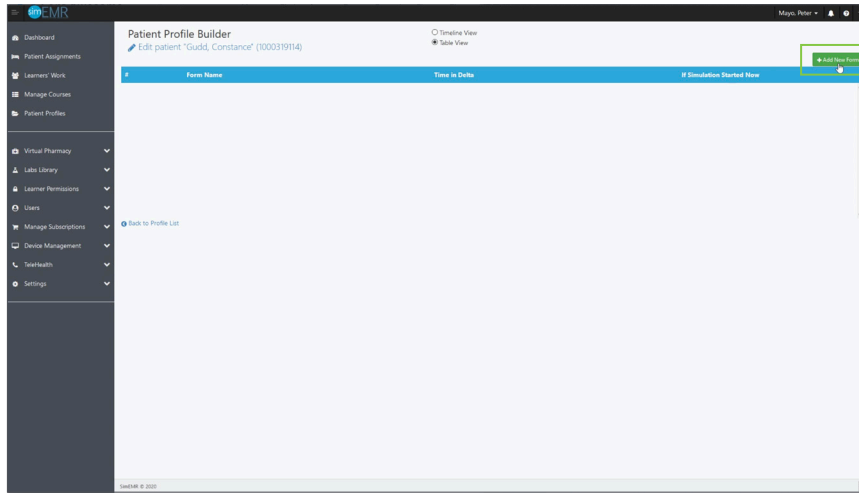 simEMR
Mayo, Peter
Dashboard
Patient Assignments
Learners' Work
Manage Courses
Patient Profiles
Virtual Pharmacy
Labs Library
Learner Permissions
Users
Manage Subscriptions
Device Management
TeleHealth
Settings
Patient Profile Builder
Edit patient "Gudd, Constance" (1000319114)
Timeline View
Table View
+ Add New Form
# Form Name Time in Delta If Simulation Started Now
Back to Profile List
SimEMR © 2020